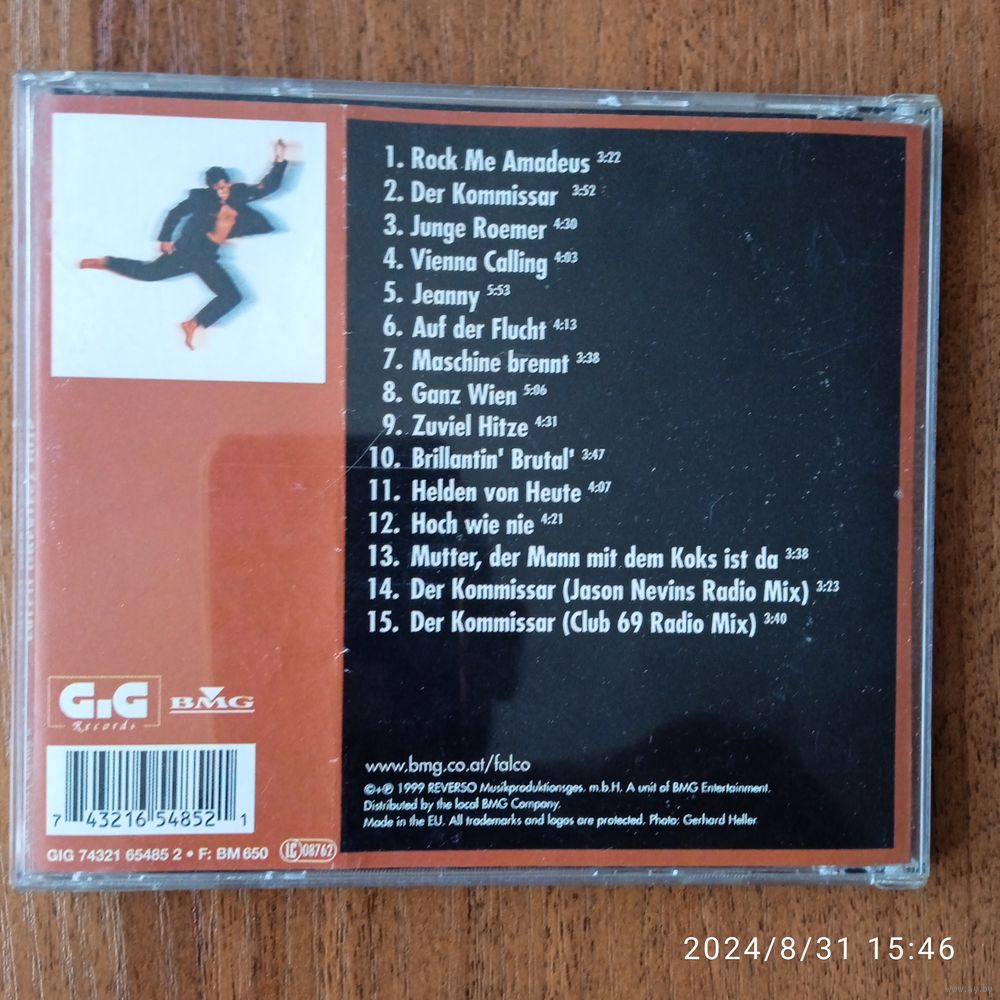 1. Rock Me Amadeus 3:22
2. Der Kommissar 3:52
3. Junge Roemer 4:30
4. Vienna Calling 4:03
5. Jeanny 5:53
6. Auf der Flucht 4:13
7. Maschine brennt 3:38
8. Ganz Wien 5:06
9. Zuviel Hitze 4:31
10. Brillantin' Brutal' 3:47
11. Helden von Heute 4:07
12. Hoch wie nie 4:21
13. Mutter, der Mann mit dem Koks ist da 3:38
14. Der Kommissar (Jason Nevins Radio Mix) 3:23
15. Der Kommissar (Club 69 Radio Mix) 3:40
GiG
Records
BMG
7 43216 54852 1
GIG 74321 65485 2 • F: BM 650
LC 08762
www.bmg.co.at/falco
©+℗ 1999 REVERSO Musikproduktionsges. m.b.H. A unit of BMG Entertainment.
Distributed by the local BMG Company.
Made in the EU. All trademarks and logos are protected. Photo: Gerhard Heller
2024/8/31 15:46
www.ay.by